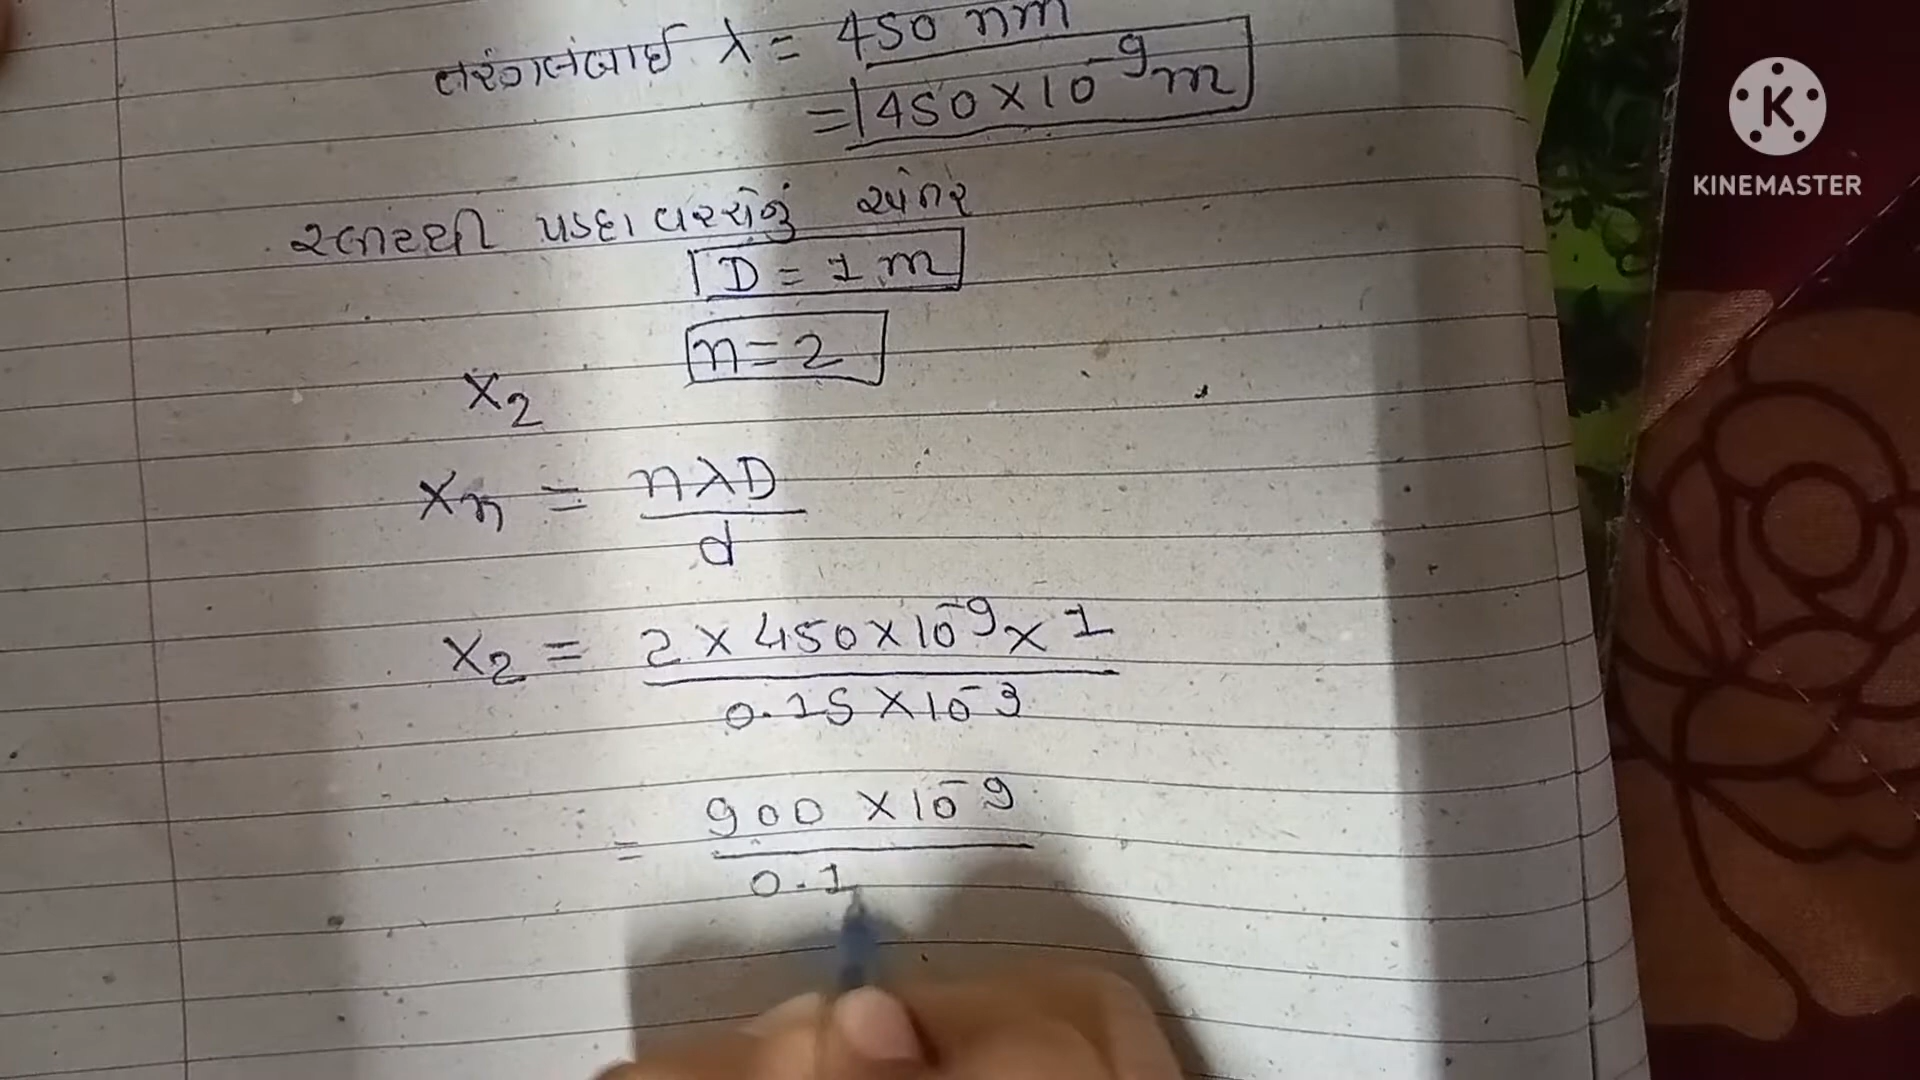 તરંગલંબાઈ λ = 450 nm
= 450 × 10⁻⁹ m
સ્લીટથી પડદા વચ્ચેનું અંતર
D = 1 m
n = 2
x₂
xₙ = nλD / d
x₂ = 2 × 450 × 10⁻⁹ × 1 / 0.15 × 10⁻³
= 900 × 10⁻⁹ / 0.1
K
KINEMASTER